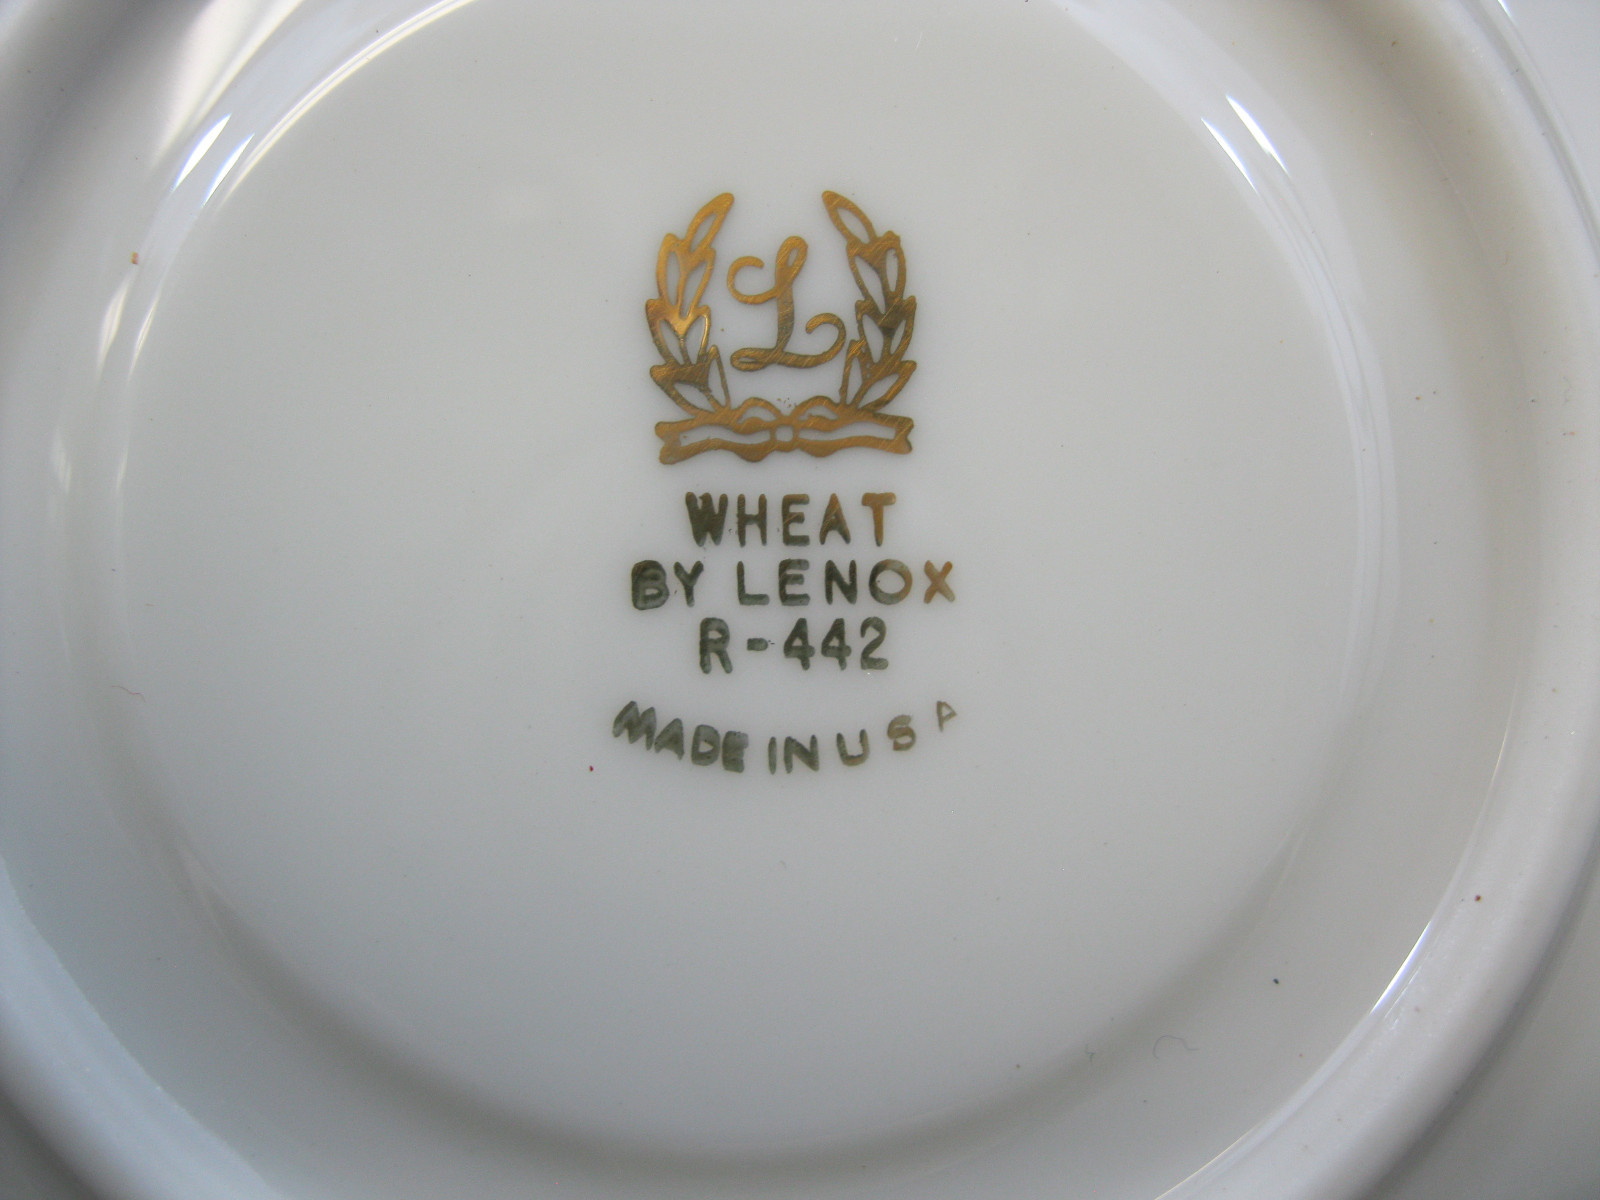 L
WHEAT
BY LENOX
R-442
MADE IN USA